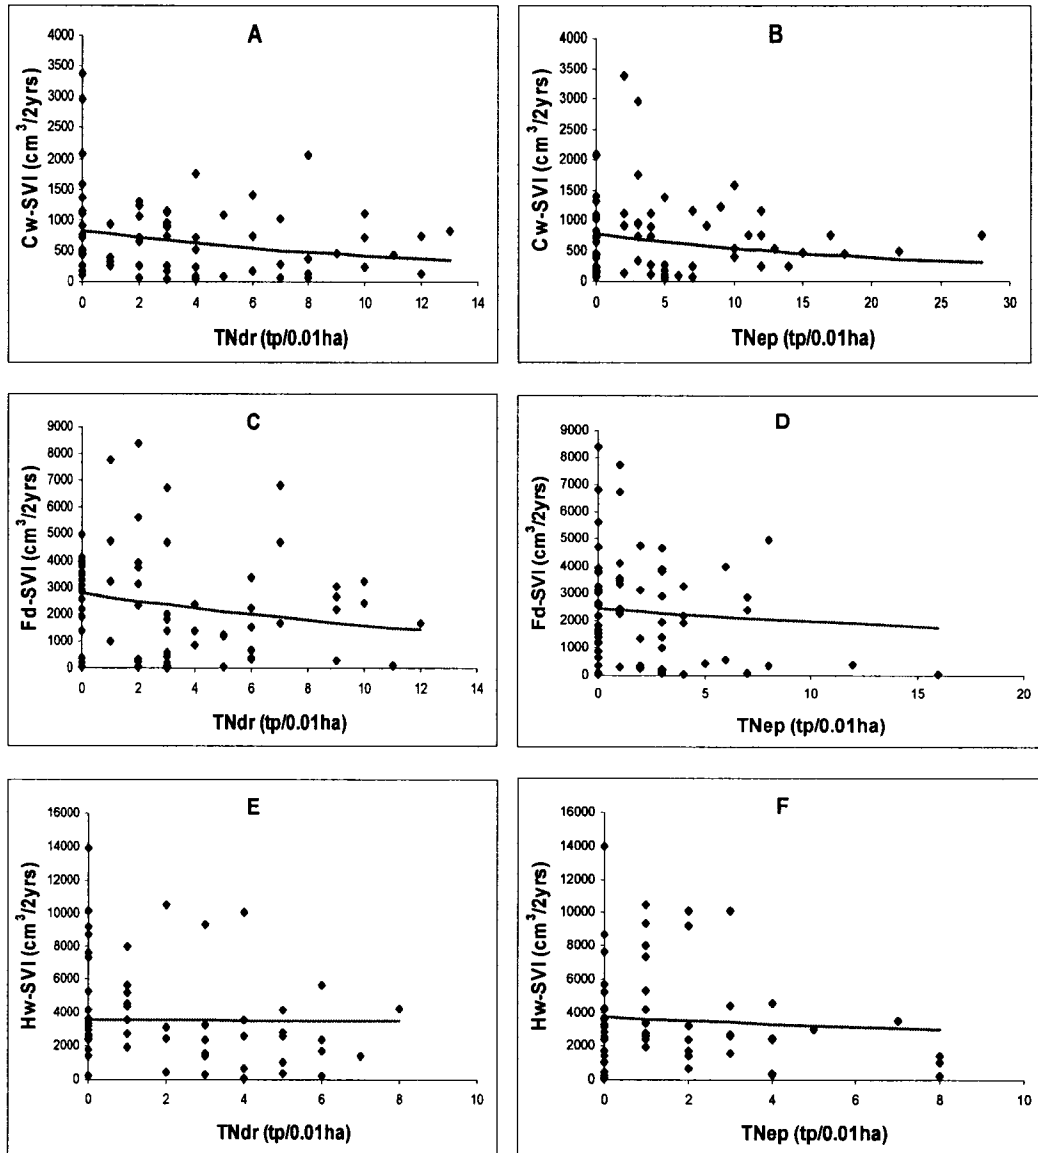 A
Cw-SVI (cm³/2yrs)
4000
3500
3000
2500
2000
1500
1000
500
0
0 2 4 6 8 10 12 14
TNdr (tp/0.01ha)
B
Cw-SVI (cm³/2yrs)
4000
3500
3000
2500
2000
1500
1000
500
0
0 5 10 15 20 25 30
TNep (tp/0.01ha)
C
Fd-SVI (cm³/2yrs)
9000
8000
7000
6000
5000
4000
3000
2000
1000
0
0 2 4 6 8 10 12 14
TNdr (tp/0.01ha)
D
Fd-SVI (cm³/2yrs)
9000
8000
7000
6000
5000
4000
3000
2000
1000
0
0 5 10 15 20
TNep (tp/0.01ha)
E
Hw-SVI (cm³/2yrs)
16000
14000
12000
10000
8000
6000
4000
2000
0
0 2 4 6 8 10
TNdr (tp/0.01ha)
F
Hw-SVI (cm³/2yrs)
16000
14000
12000
10000
8000
6000
4000
2000
0
0 2 4 6 8 10
TNep (tp/0.01ha)